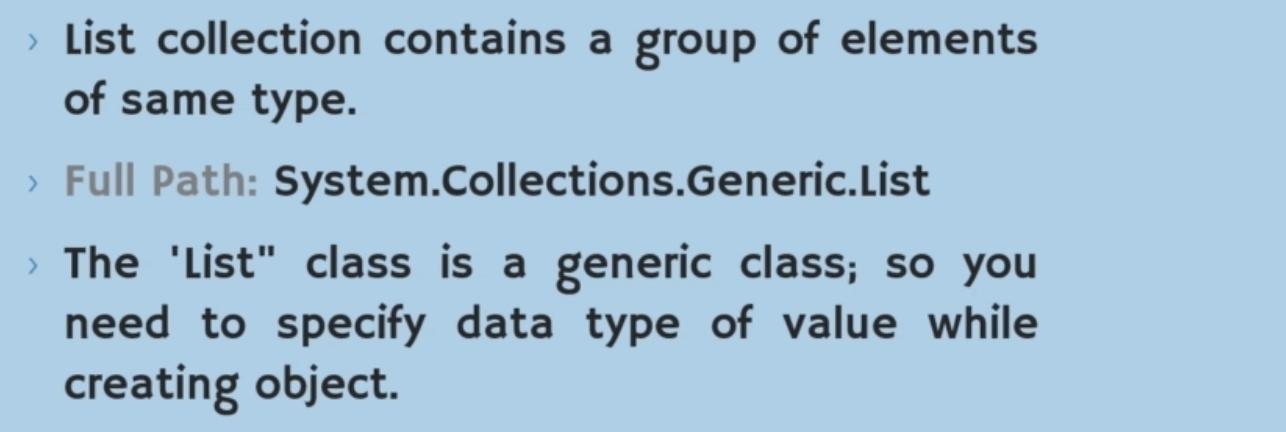 › List collection contains a group of elements
of same type.
› Full Path: System.Collections.Generic.List
› The 'List" class is a generic class; so you
need to specify data type of value while
creating object.